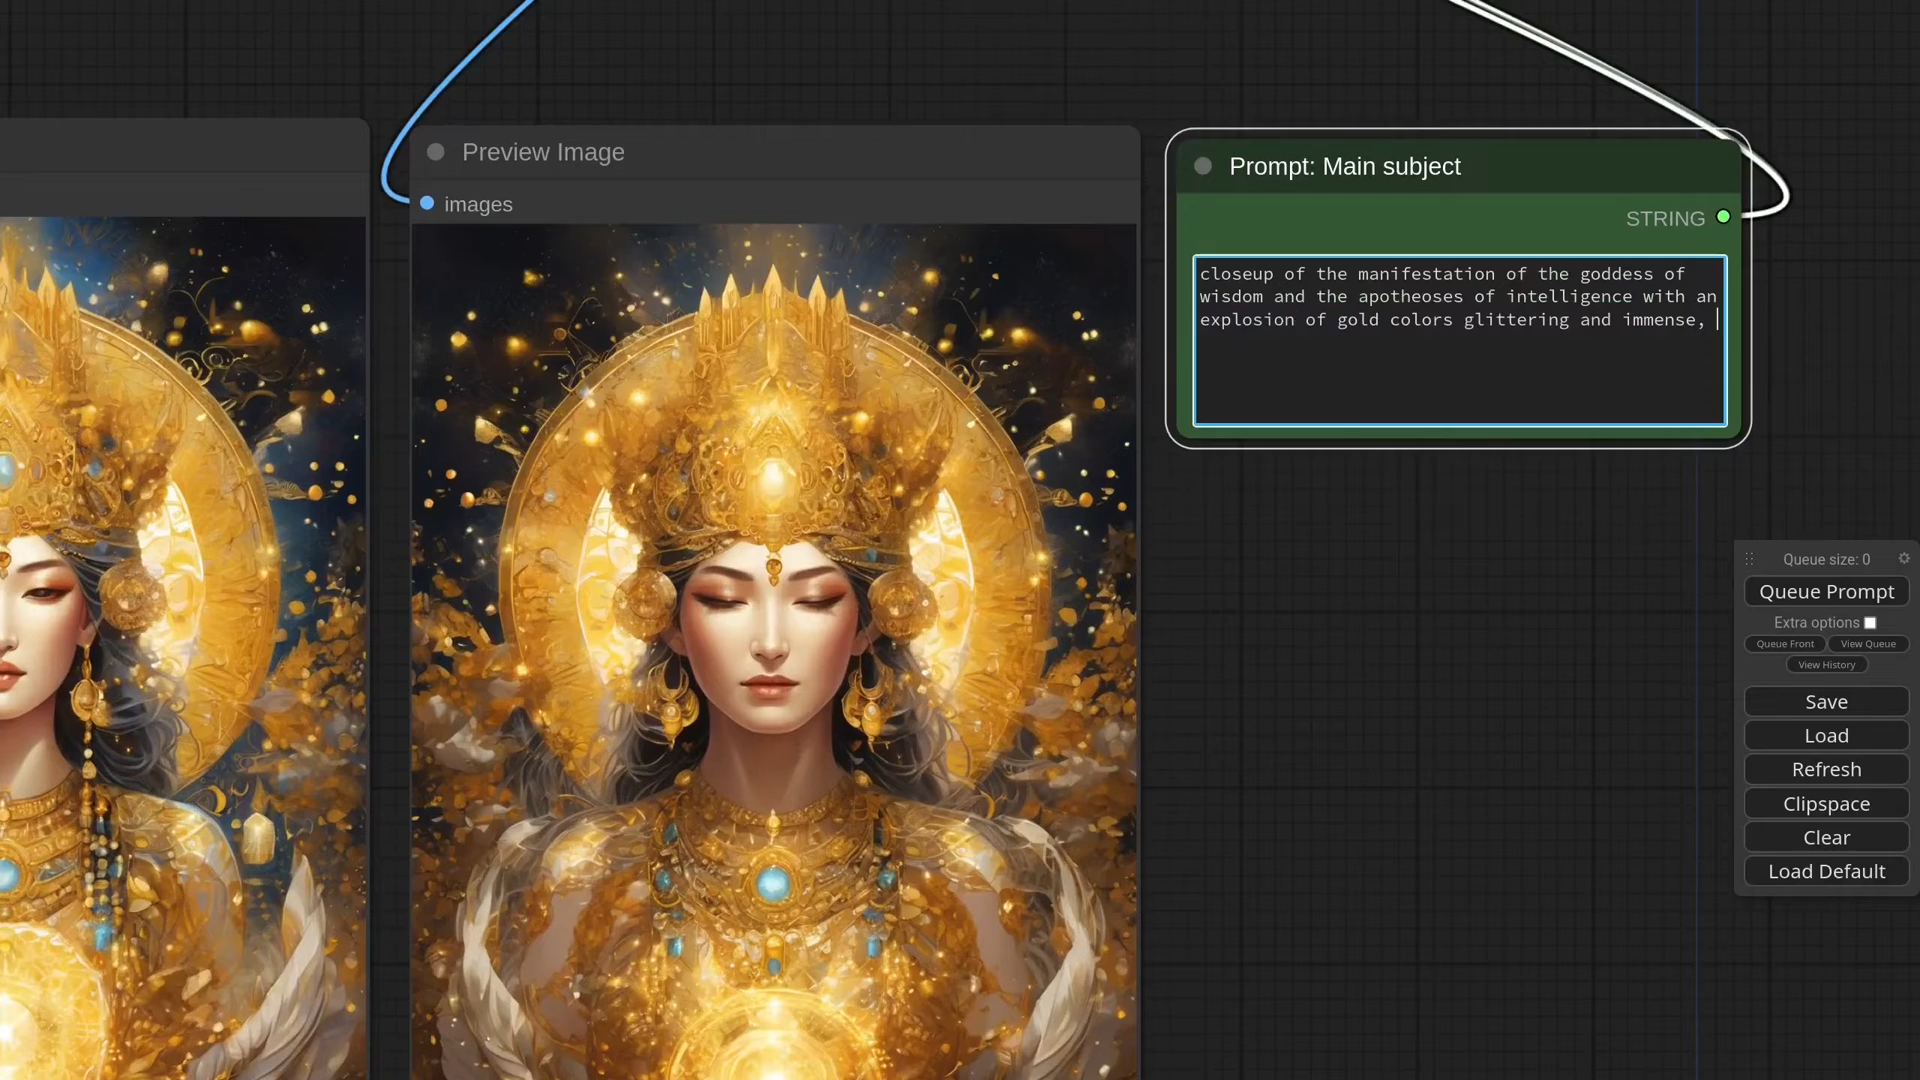 Preview Image
images
Prompt: Main subject
STRING
closeup of the manifestation of the goddess of
wisdom and the apotheoses of intelligence with an
explosion of gold colors glittering and immense,
Queue size: 0
Queue Prompt
Extra options
Queue Front
View Queue
View History
Save
Load
Refresh
Clipspace
Clear
Load Default